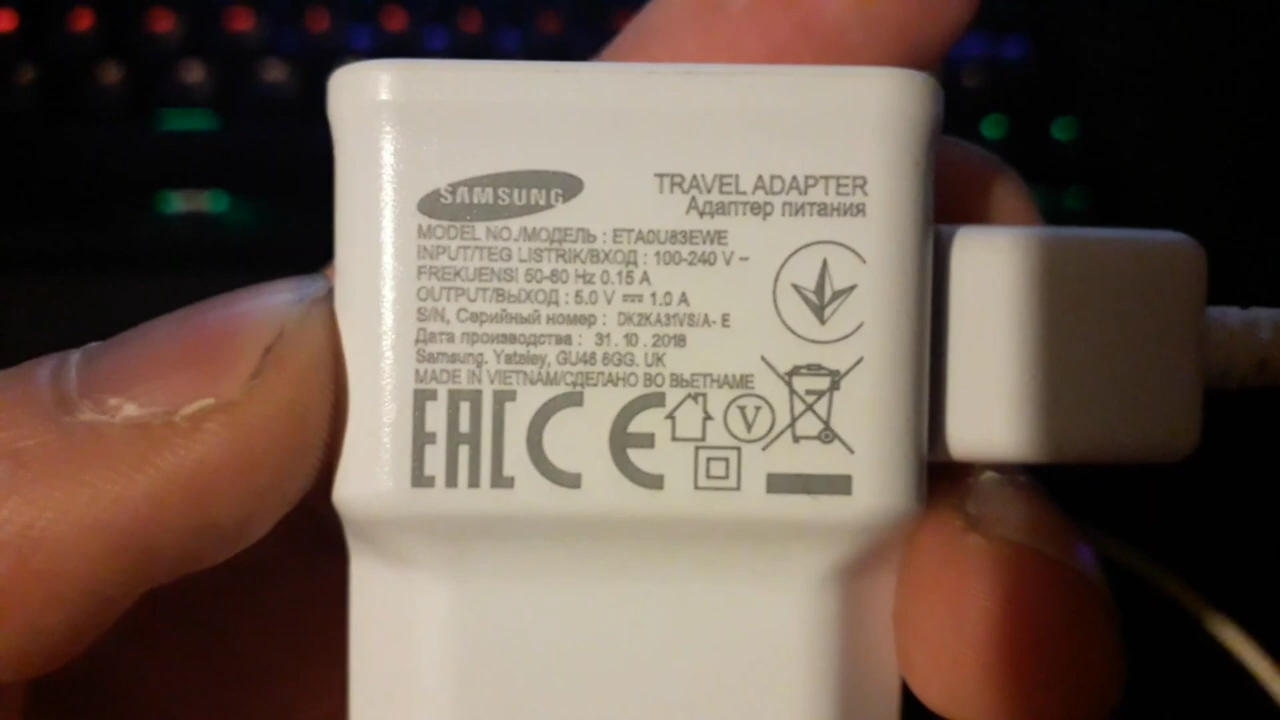 SAMSUNG
TRAVEL ADAPTER
Адаптер питания
MODEL NO./МОДЕЛЬ : ETA0U83EWE
INPUT/TEG LISTRIK/ВХОД : 100-240 V ~
FREKUENSI 50-60 Hz 0.15 A
OUTPUT/ВЫХОД : 5.0 V ⎓ 1.0 A
S/N, Серийный номер : DK2KA31VS/A- E
Дата производства : 31 . 10 . 2018
Samsung. Yateley, GU46 6GG. UK
MADE IN VIETNAM/СДЕЛАНО ВО ВЬЕТНАМЕ
EAC CE V